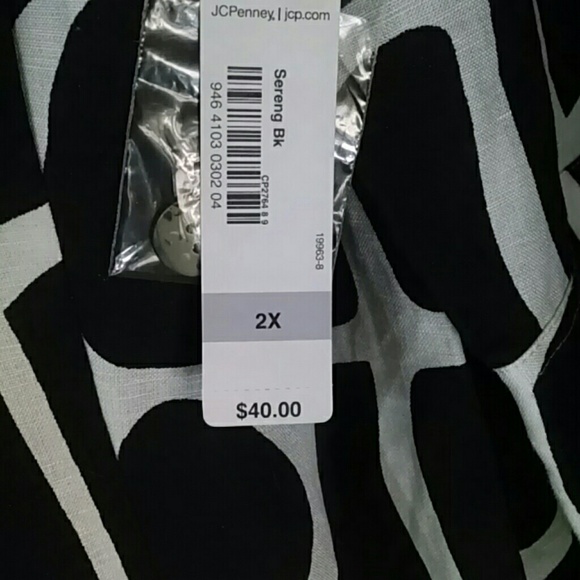 JCPenney | jcp.com
Sereng Bk
CP2764 8 9
946 4103 0302 04
19963-8
2X
$40.00